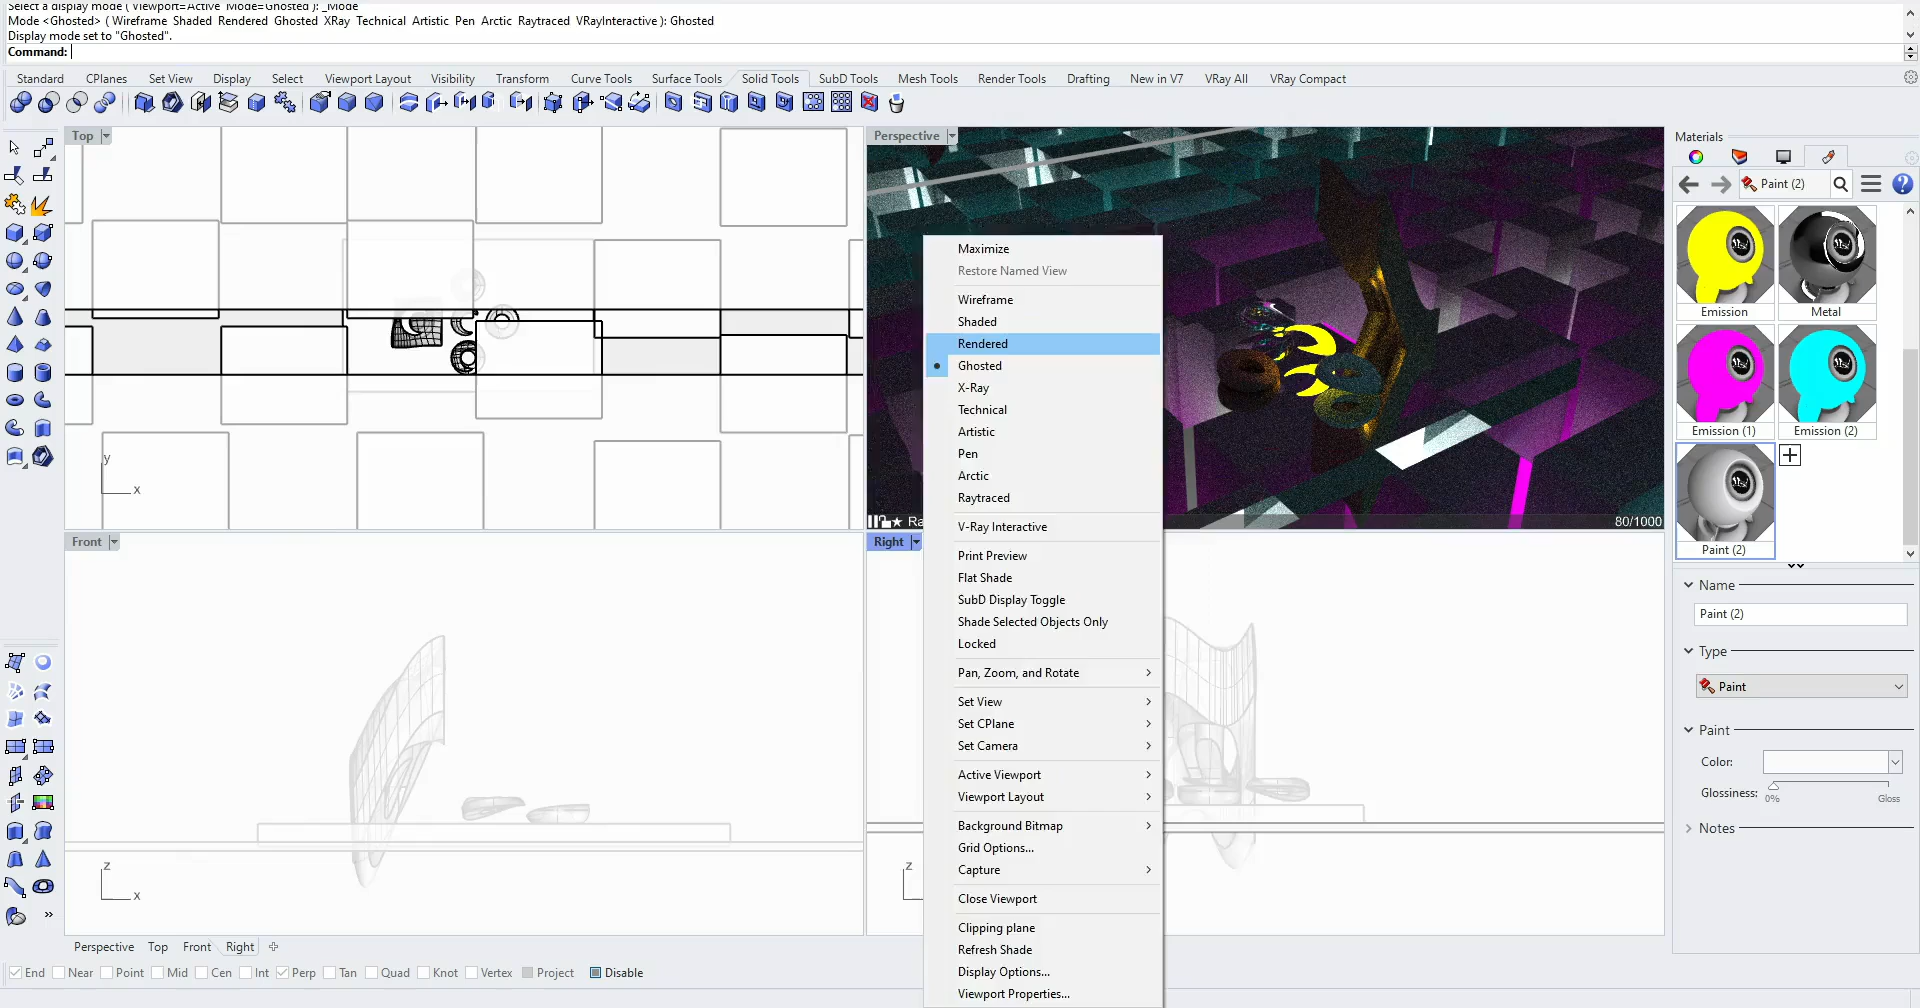 Select a display mode ( Viewport=Active  Mode=Ghosted ): _Mode
Mode <Ghosted> ( Wireframe  Shaded  Rendered  Ghosted  XRay  Technical  Artistic  Pen  Arctic  Raytraced  VRayInteractive ): Ghosted
Display mode set to "Ghosted".
Command:
Standard CPlanes Set View Display Select Viewport Layout Visibility Transform Curve Tools Surface Tools Solid Tools SubD Tools Mesh Tools Render Tools Drafting New in V7 VRay All VRay Compact
Top
y
x
Perspective
80/1000
Front
z
x
Right
z
Maximize
Restore Named View
Wireframe
Shaded
Rendered
Ghosted
X-Ray
Technical
Artistic
Pen
Arctic
Raytraced
V-Ray Interactive
Print Preview
Flat Shade
SubD Display Toggle
Shade Selected Objects Only
Locked
Pan, Zoom, and Rotate
Set View
Set CPlane
Set Camera
Active Viewport
Viewport Layout
Background Bitmap
Grid Options...
Capture
Close Viewport
Clipping plane
Refresh Shade
Display Options...
Viewport Properties...
Materials
Paint (2)
Emission
Metal
Emission (1)
Emission (2)
Paint (2)
Name
Paint (2)
Type
Paint
Paint
Color:
Glossiness:
0%
Gloss
Notes
Perspective Top Front Right
End Near Point Mid Cen Int Perp Tan Quad Knot Vertex Project Disable